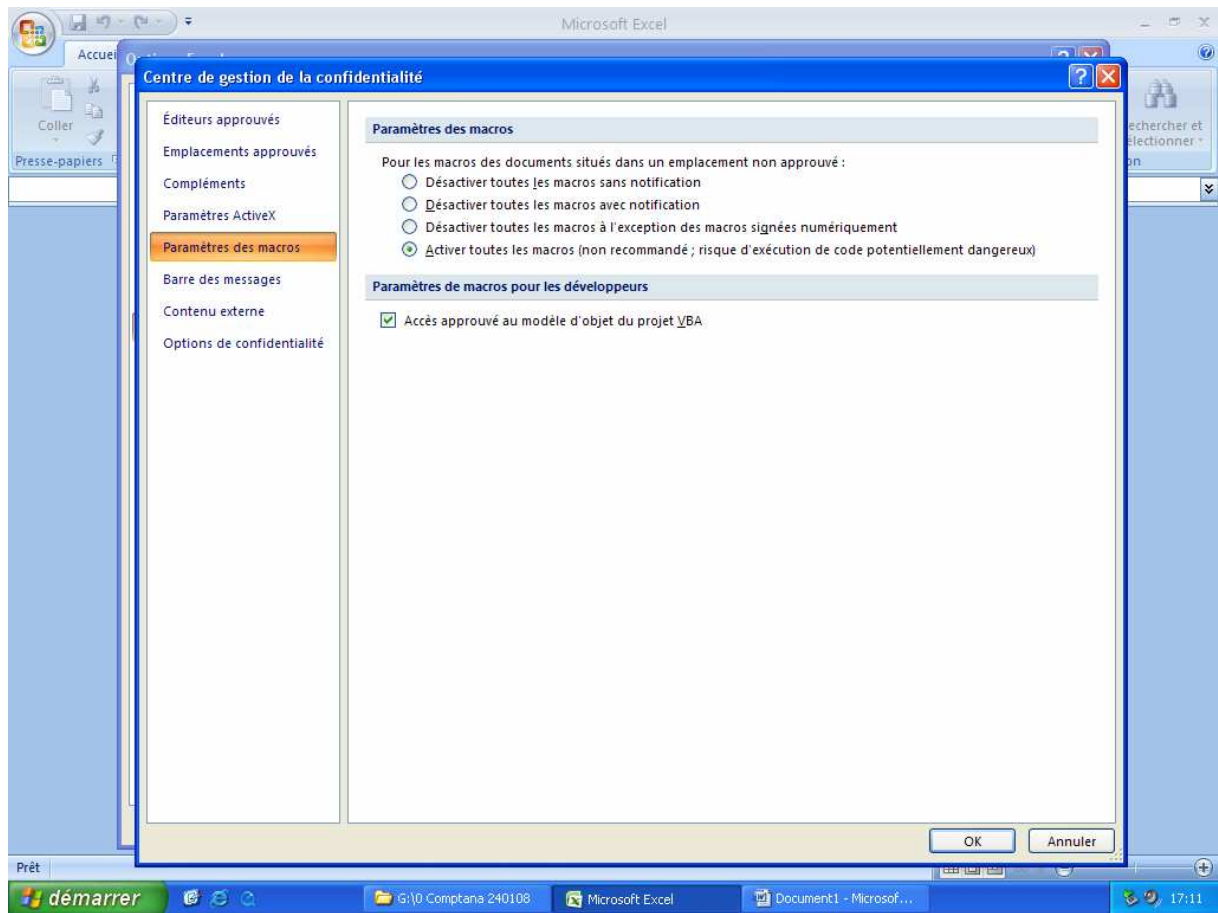 Microsoft Excel
Accuei
Centre de gestion de la confidentialité
Coller
Presse-papiers
echercher et
électionner
on
Éditeurs approuvés
Emplacements approuvés
Compléments
Paramètres ActiveX
Paramètres des macros
Barre des messages
Contenu externe
Options de confidentialité
Paramètres des macros
Pour les macros des documents situés dans un emplacement non approuvé :
Désactiver toutes les macros sans notification
Désactiver toutes les macros avec notification
Désactiver toutes les macros à l'exception des macros signées numériquement
Activer toutes les macros (non recommandé ; risque d'exécution de code potentiellement dangereux)
Paramètres de macros pour les développeurs
Accès approuvé au modèle d'objet du projet VBA
OK
Annuler
Prêt
démarrer
G:\0 Comptana 240108
Microsoft Excel
Document1 - Microsof...
17:11